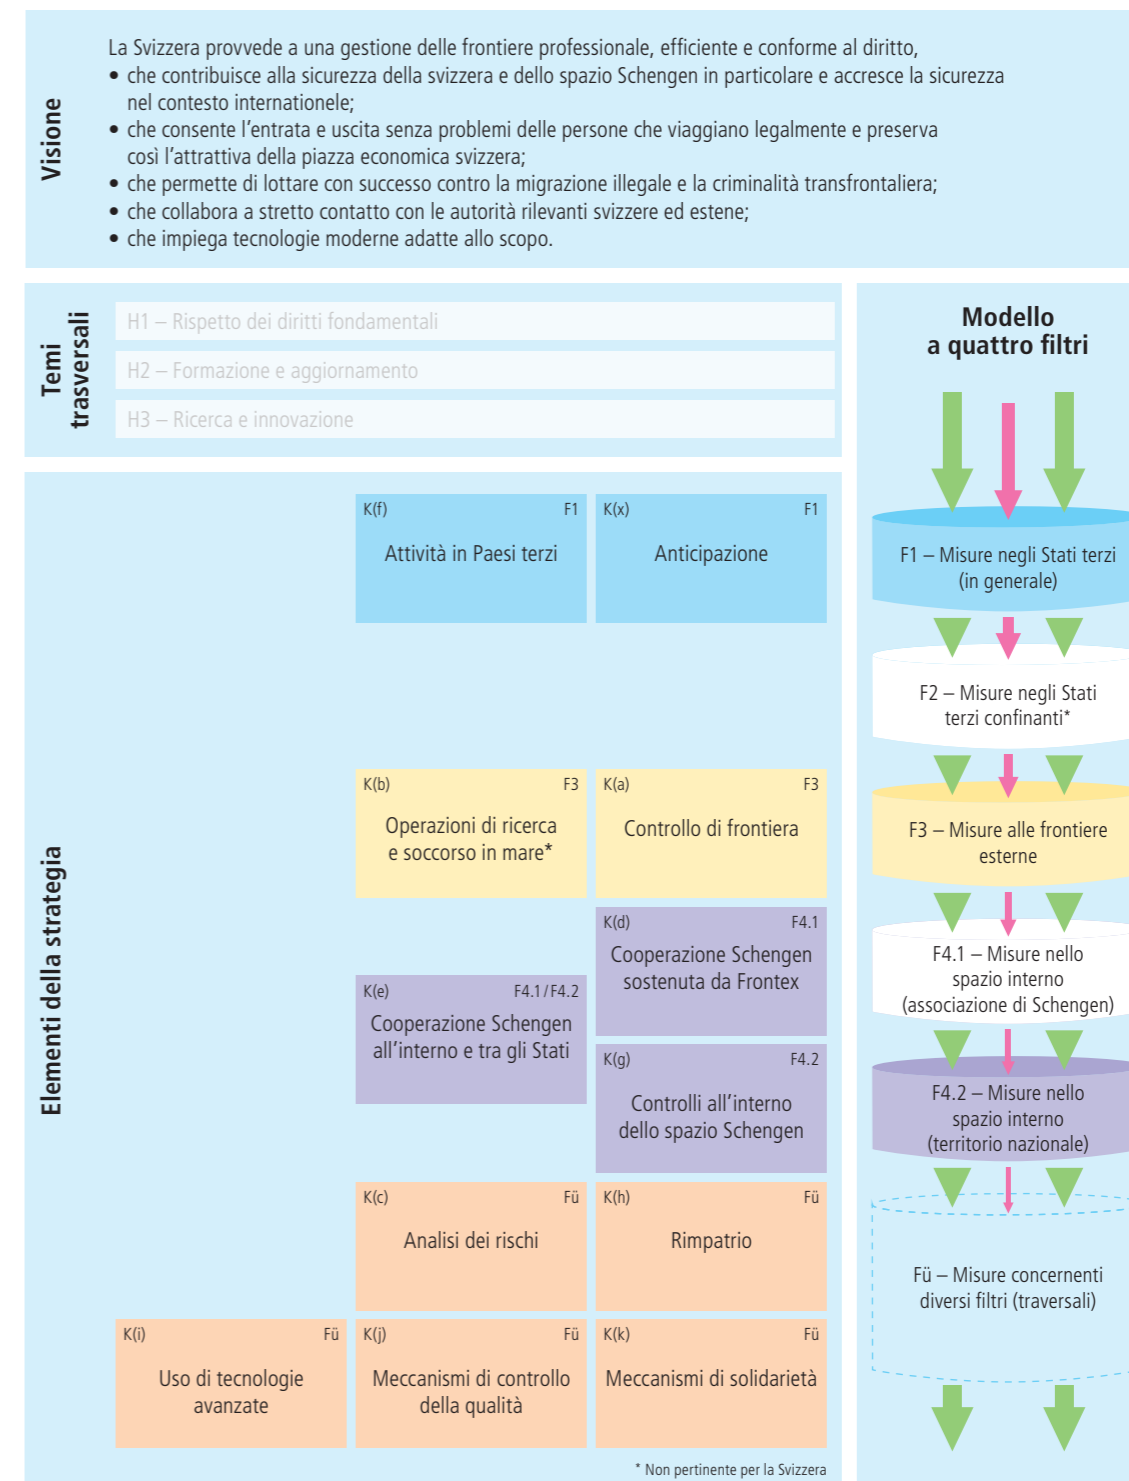 Visione
La Svizzera provvede a una gestione delle frontiere professionale, efficiente e conforme al diritto,
• che contribuisce alla sicurezza della svizzera e dello spazio Schengen in particolare e accresce la sicurezza
nel contesto internationele;
• che consente l'entrata e uscita senza problemi delle persone che viaggiano legalmente e preserva
così l'attrattiva della piazza economica svizzera;
• che permette di lottare con successo contro la migrazione illegale e la criminalità transfrontaliera;
• che collabora a stretto contatto con le autorità rilevanti svizzere ed estene;
• che impiega tecnologie moderne adatte allo scopo.
Temi
trasversali
H1 – Rispetto dei diritti fondamentali
H2 – Formazione e aggiornamento
H3 – Ricerca e innovazione
Elementi della strategia
K(f) F1
Attività in Paesi terzi
K(x) F1
Anticipazione
K(b) F3
Operazioni di ricerca
e soccorso in mare*
K(a) F3
Controllo di frontiera
K(d) F4.1
Cooperazione Schengen
sostenuta da Frontex
K(e) F4.1/F4.2
Cooperazione Schengen
all'interno e tra gli Stati
K(g) F4.2
Controlli all'interno
dello spazio Schengen
K(c) Fü
Analisi dei rischi
K(h) Fü
Rimpatrio
K(i) Fü
Uso di tecnologie
avanzate
K(j) Fü
Meccanismi di controllo
della qualità
K(k) Fü
Meccanismi di solidarietà
* Non pertinente per la Svizzera
Modello
a quattro filtri
F1 – Misure negli Stati terzi
(in generale)
F2 – Misure negli Stati
terzi confinanti*
F3 – Misure alle frontiere
esterne
F4.1 – Misure nello
spazio interno
(associazione di Schengen)
F4.2 – Misure nello
spazio interno
(territorio nazionale)
Fü – Misure concernenti
diversi filtri (traversali)